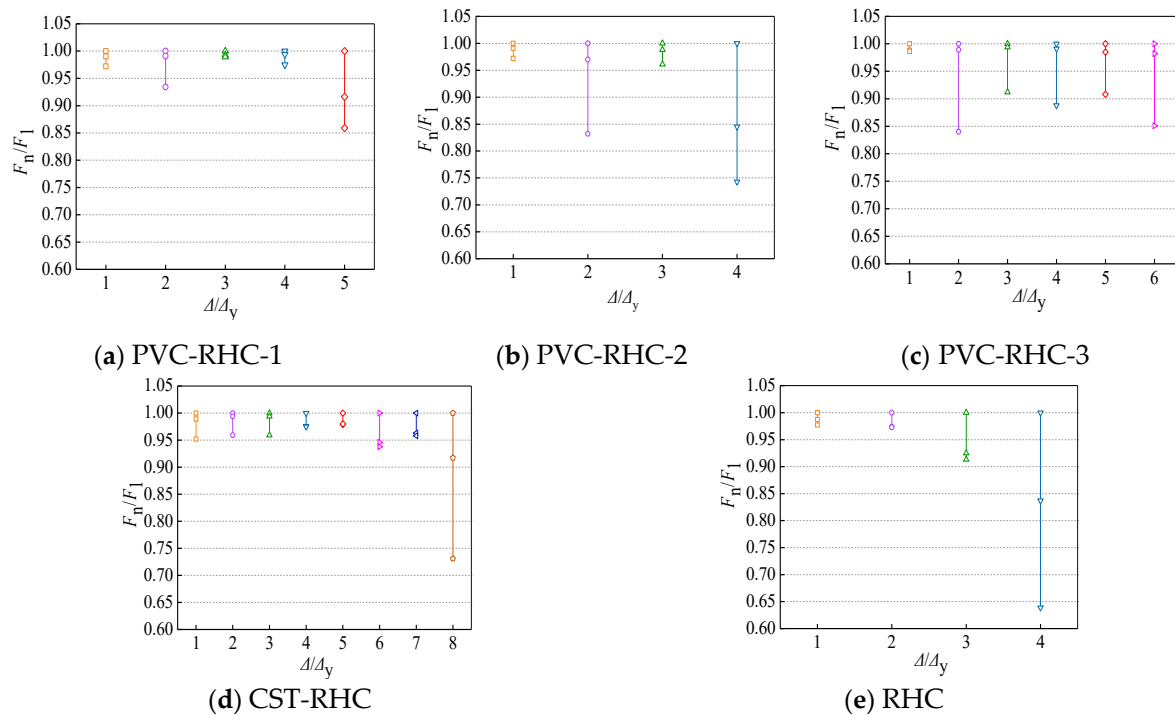 1.05
1.00
0.95
0.90
0.85
0.80
0.75
0.70
0.65
0.60
Fn/F1
1 2 3 4 5
Δ/Δy
(a) PVC-RHC-1
1.05
1.00
0.95
0.90
0.85
0.80
0.75
0.70
0.65
0.60
Fn/F1
1 2 3 4
Δ/Δy
(b) PVC-RHC-2
1.05
1.00
0.95
0.90
0.85
0.80
0.75
0.70
0.65
0.60
Fn/F1
1 2 3 4 5 6
Δ/Δy
(c) PVC-RHC-3
1.05
1.00
0.95
0.90
0.85
0.80
0.75
0.70
0.65
0.60
Fn/F1
1 2 3 4 5 6 7 8
Δ/Δy
(d) CST-RHC
1.05
1.00
0.95
0.90
0.85
0.80
0.75
0.70
0.65
0.60
Fn/F1
1 2 3 4
Δ/Δy
(e) RHC